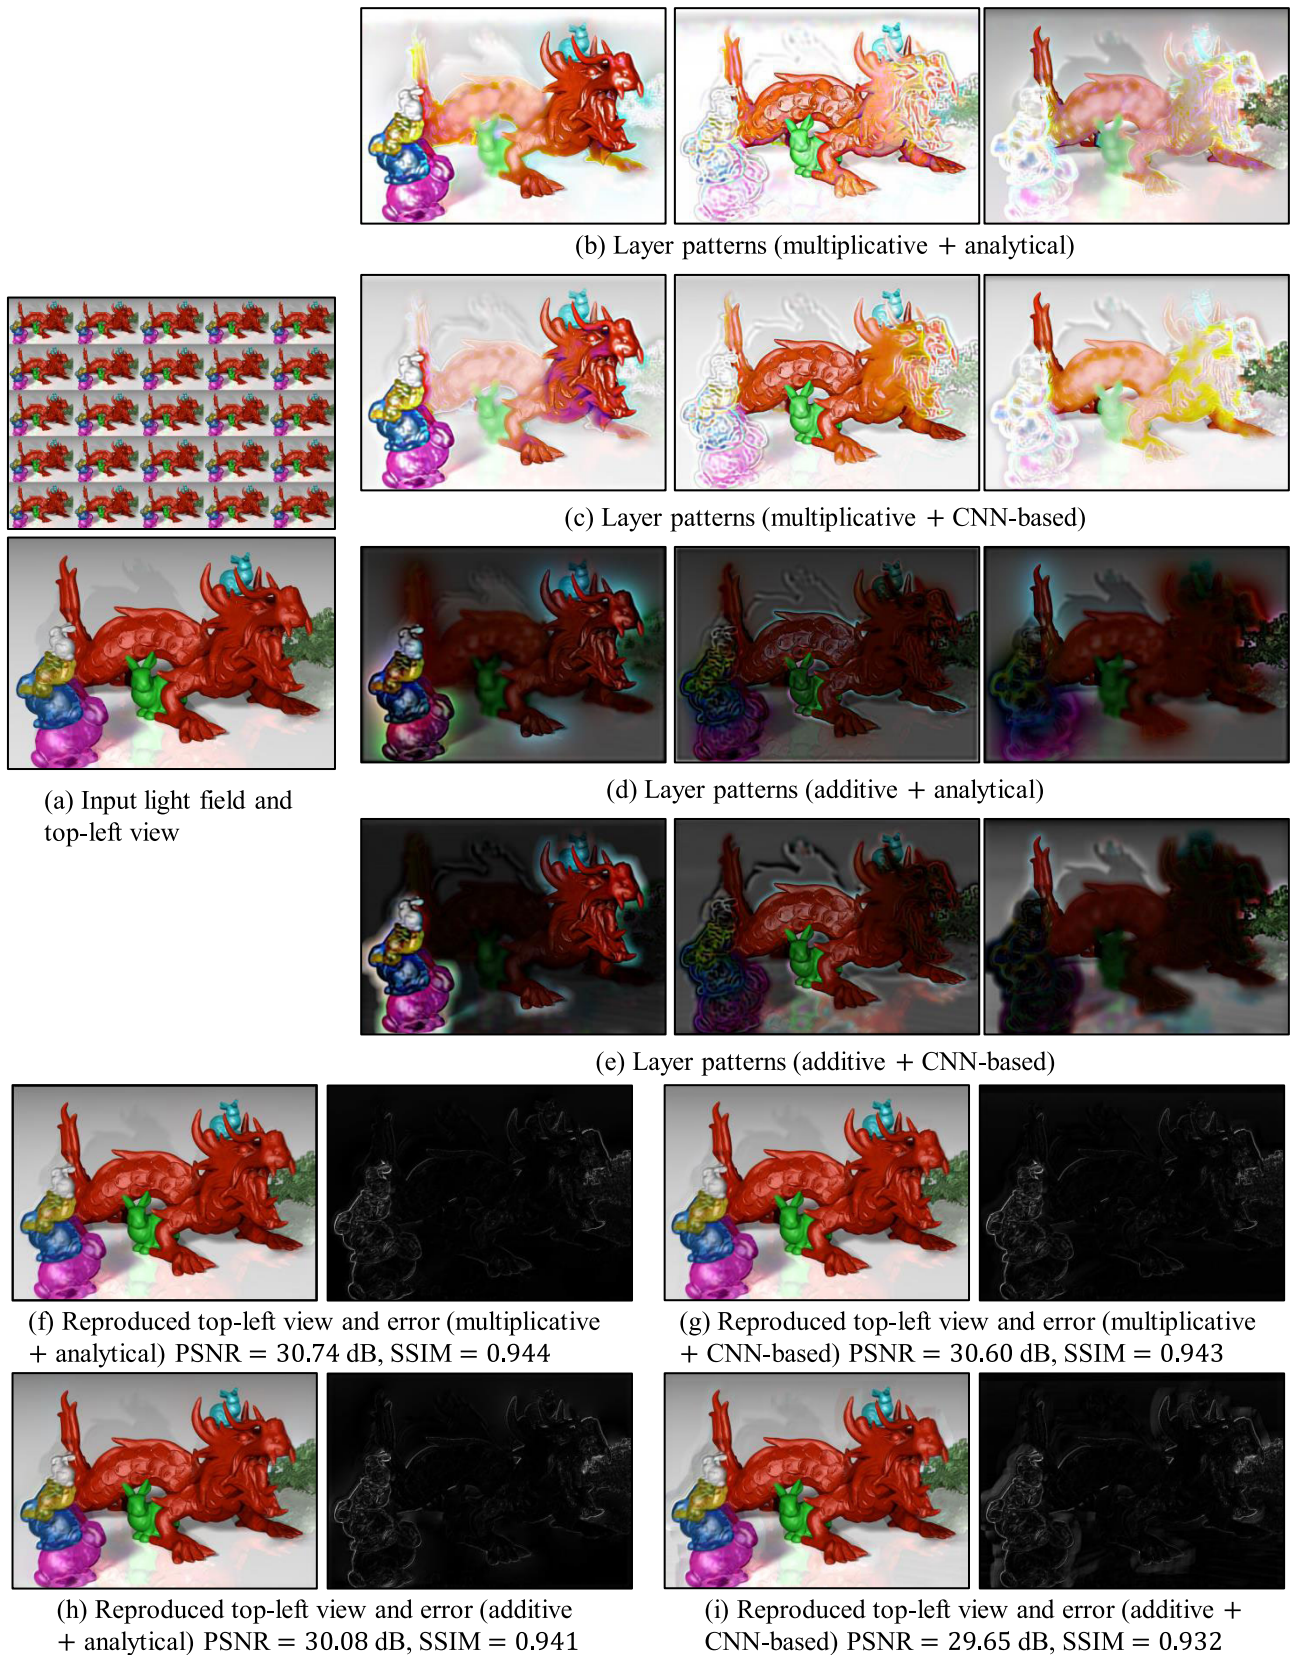 (b) Layer patterns (multiplicative + analytical)
(c) Layer patterns (multiplicative + CNN-based)
(d) Layer patterns (additive + analytical)
(a) Input light field and
top-left view
(e) Layer patterns (additive + CNN-based)
(f) Reproduced top-left view and error (multiplicative
+ analytical) PSNR = 30.74 dB, SSIM = 0.944
(g) Reproduced top-left view and error (multiplicative
+ CNN-based) PSNR = 30.60 dB, SSIM = 0.943
(h) Reproduced top-left view and error (additive
+ analytical) PSNR = 30.08 dB, SSIM = 0.941
(i) Reproduced top-left view and error (additive +
CNN-based) PSNR = 29.65 dB, SSIM = 0.932